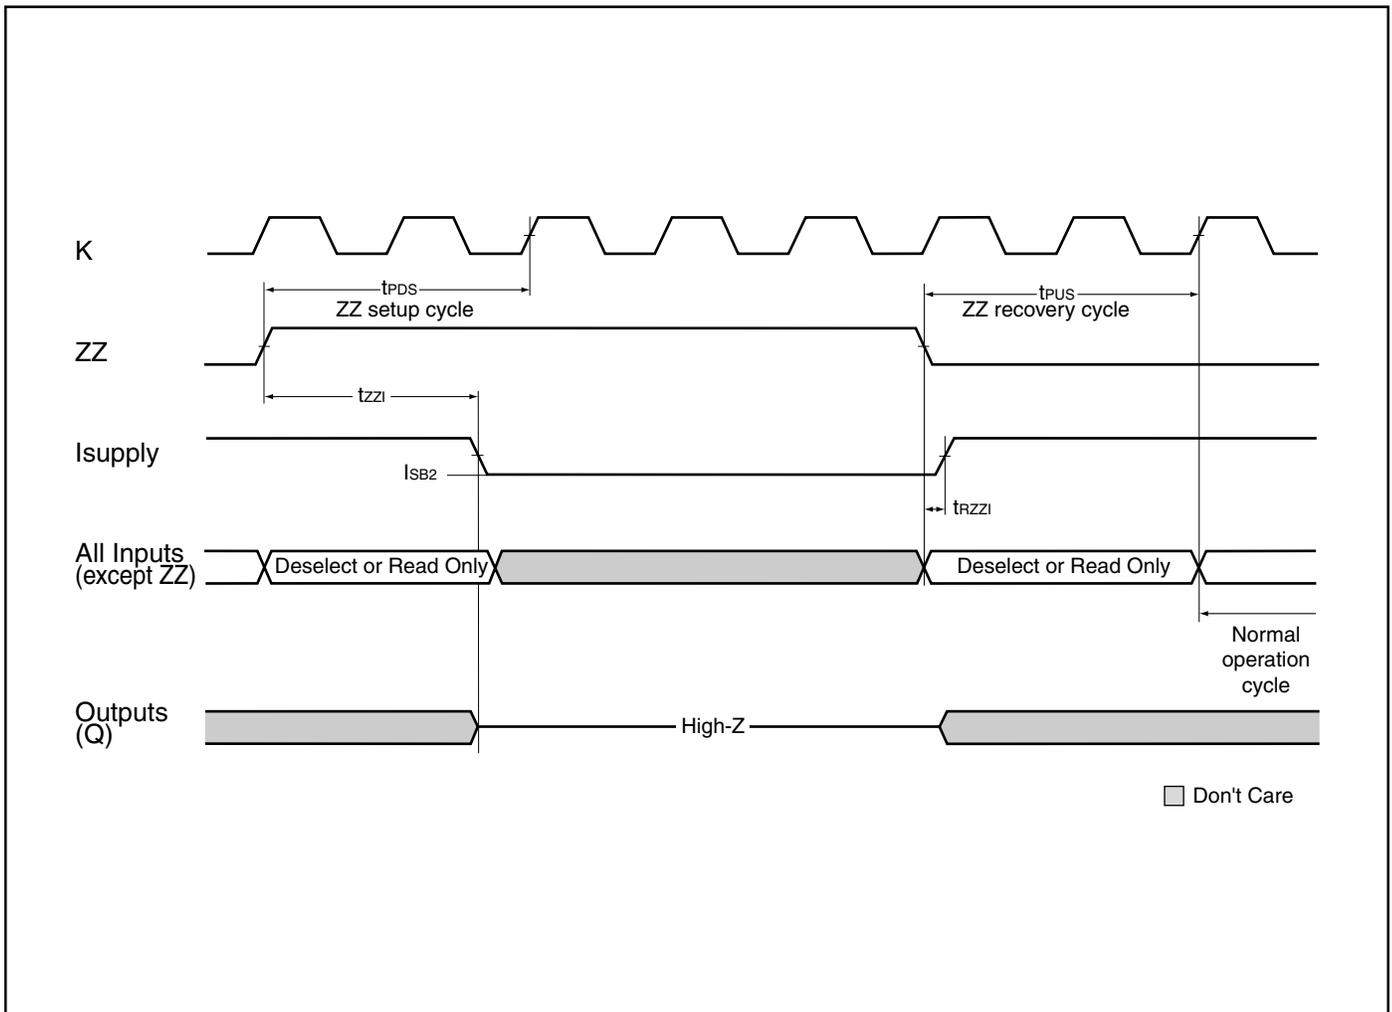 K
tPDS
ZZ setup cycle
tPUS
ZZ recovery cycle
ZZ
tZZI
Isupply
ISB2
tRZZI
All Inputs
(except ZZ)
Deselect or Read Only
Deselect or Read Only
Normal
operation
cycle
Outputs
(Q)
High-Z
Don't Care